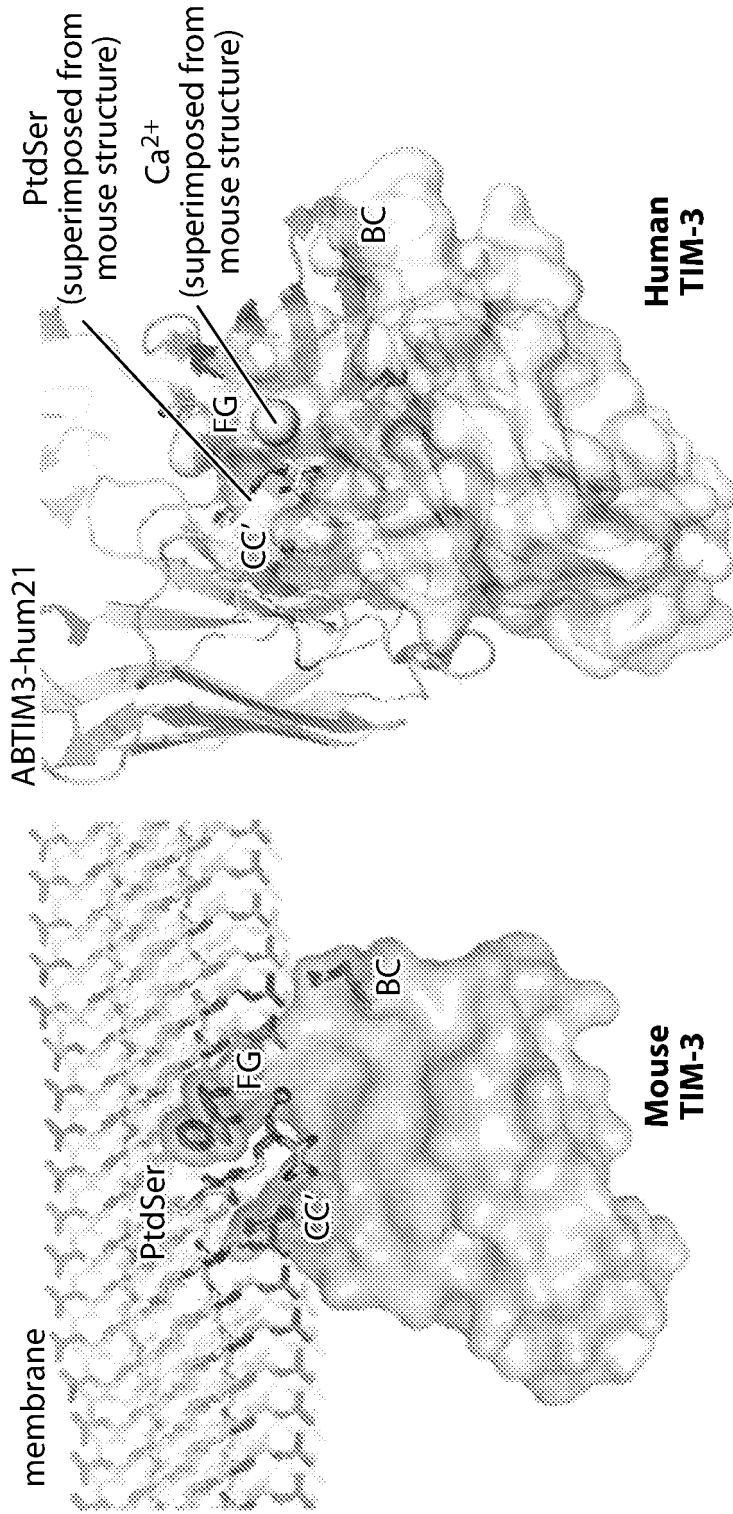 membrane
PtdSer
FG
CC'
BC
Mouse
TIM-3
ABTIM3-hum21
PtdSer
(superimposed from
mouse structure)
Ca²⁺
(superimposed from
mouse structure)
FG
CC'
BC
Human
TIM-3